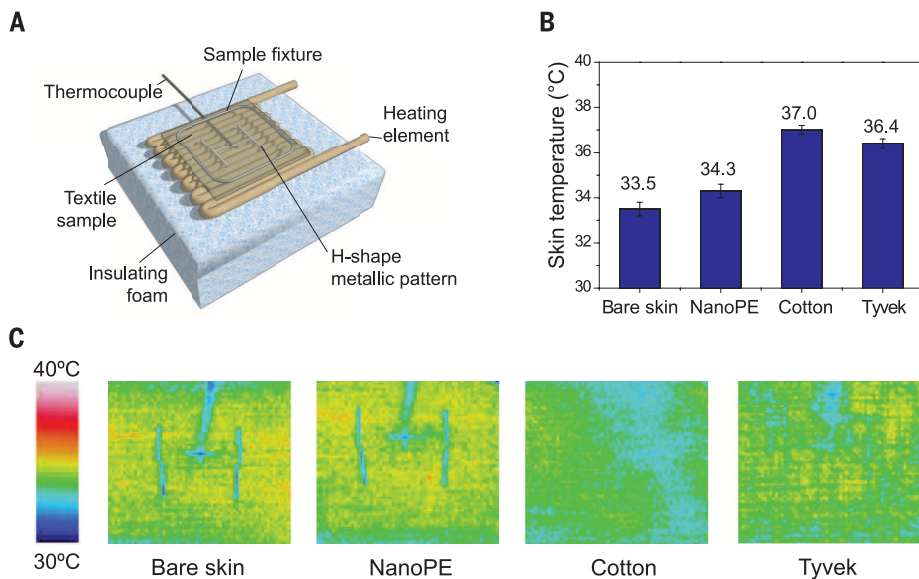 A
Sample fixture
Thermocouple
Heating
element
Textile
sample
Insulating
foam
H-shape
metallic pattern
B
Skin temperature (°C)
40
38
36
34
32
30
33.5
34.3
37.0
36.4
Bare skin
NanoPE
Cotton
Tyvek
C
40ºC
30ºC
Bare skin
NanoPE
Cotton
Tyvek